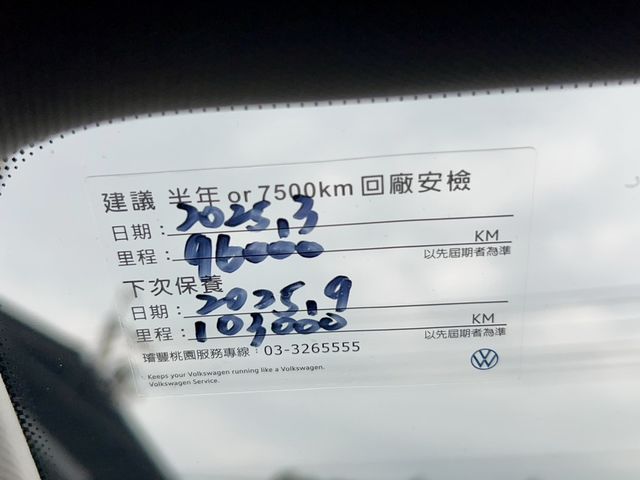 建議 半年 or 7500km 回廠安檢
日期：2025.3
里程：96000 KM
以先屆期者為準
下次保養
日期：2025.9
里程：103000 KM
以先屆期者為準
瓏豐桃園服務專線：03-3265555
Keeps your Volkswagen running like a Volkswagen.
Volkswagen Service.